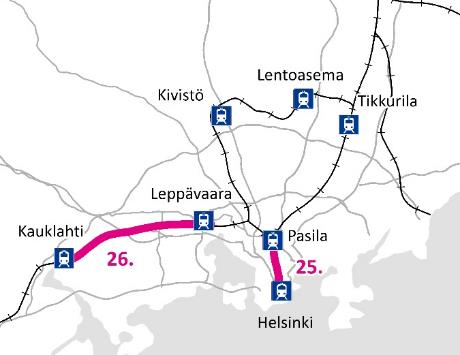 Lentoasema
Kivistö
Tikkurila
Leppävaara
Kauklahti
Pasila
26.
25.
Helsinki